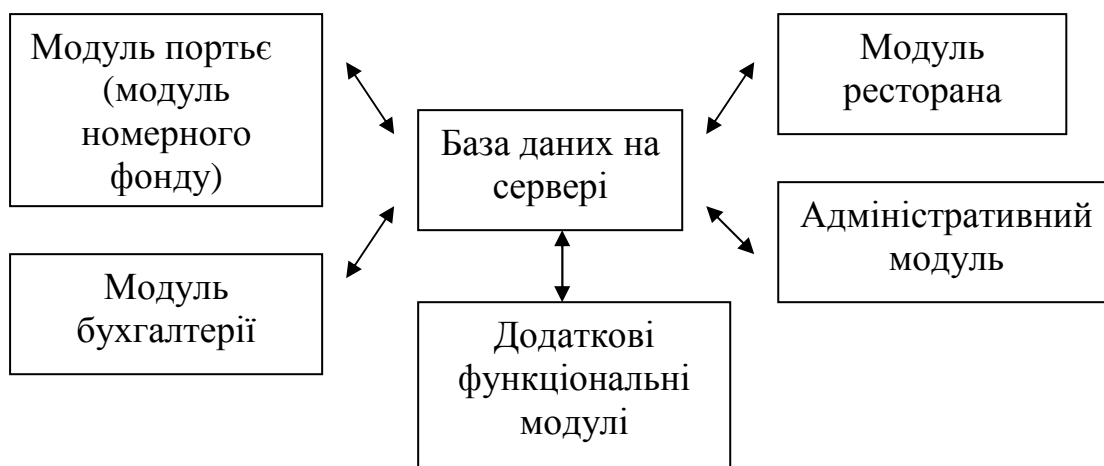 Модуль портьє
(модуль
номерного
фонду)
Модуль
ресторана
База даних на
сервері
Адміністративний
модуль
Модуль
бухгалтерії
Додаткові
функціональні
модулі